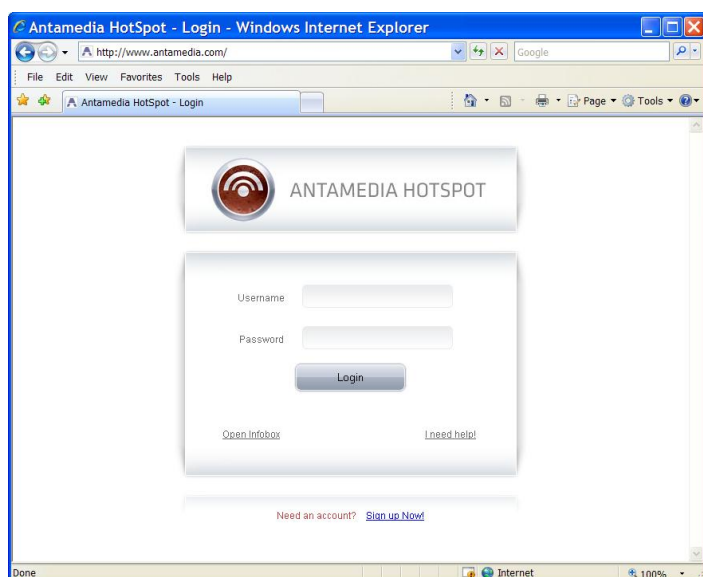 Antamedia HotSpot - Login - Windows Internet Explorer
http://www.antamedia.com/
Google
File Edit View Favorites Tools Help
Antamedia HotSpot - Login
Page Tools
ANTAMEDIA HOTSPOT
Username
Password
Login
Open Infobox I need help!
Need an account? Sign up Now!
Done Internet 100%